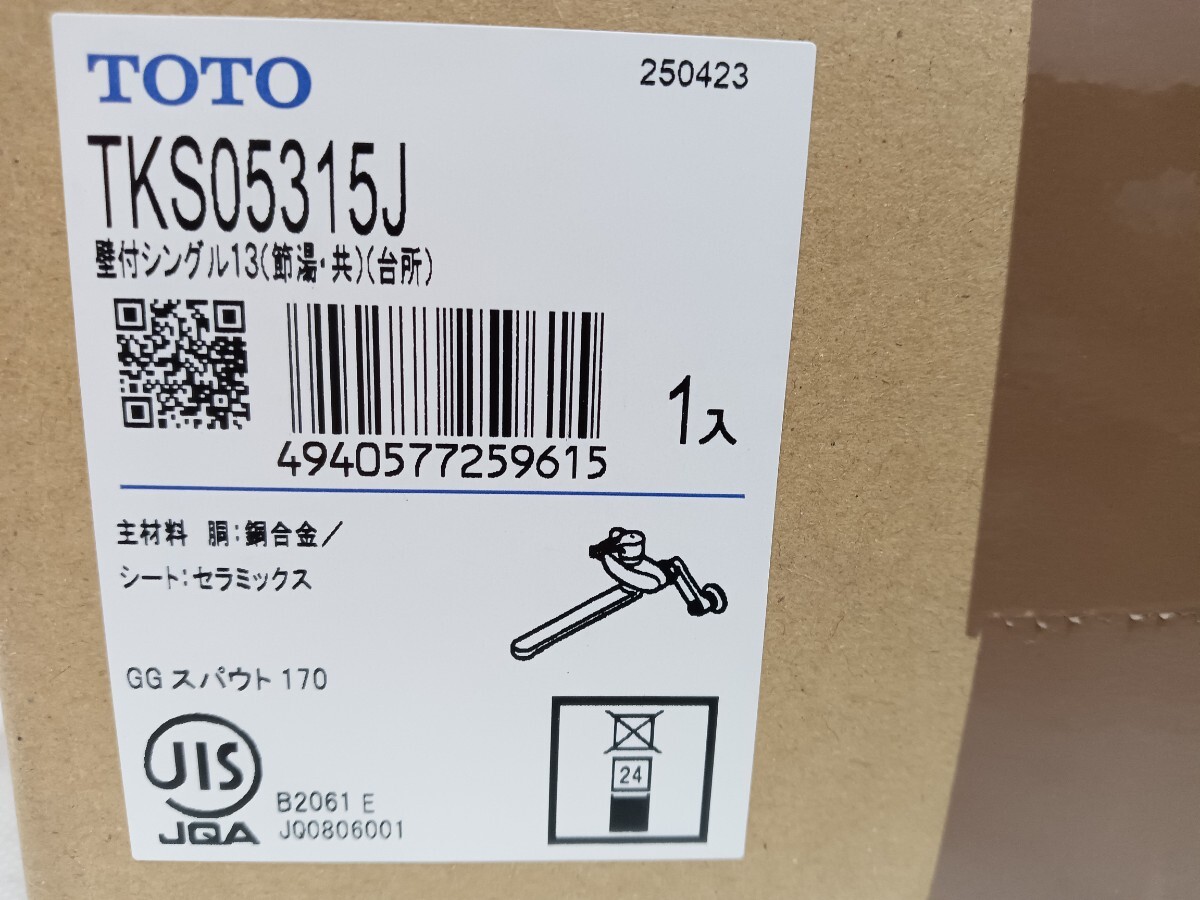 TOTO
250423
TKS05315J
壁付シングル13(節湯・共)(台所)
4940577259615
1入
主材料 胴:銅合金/
シート:セラミックス
GG スパウト 170
JIS
JQA
B2061 E
JQ0806001
24